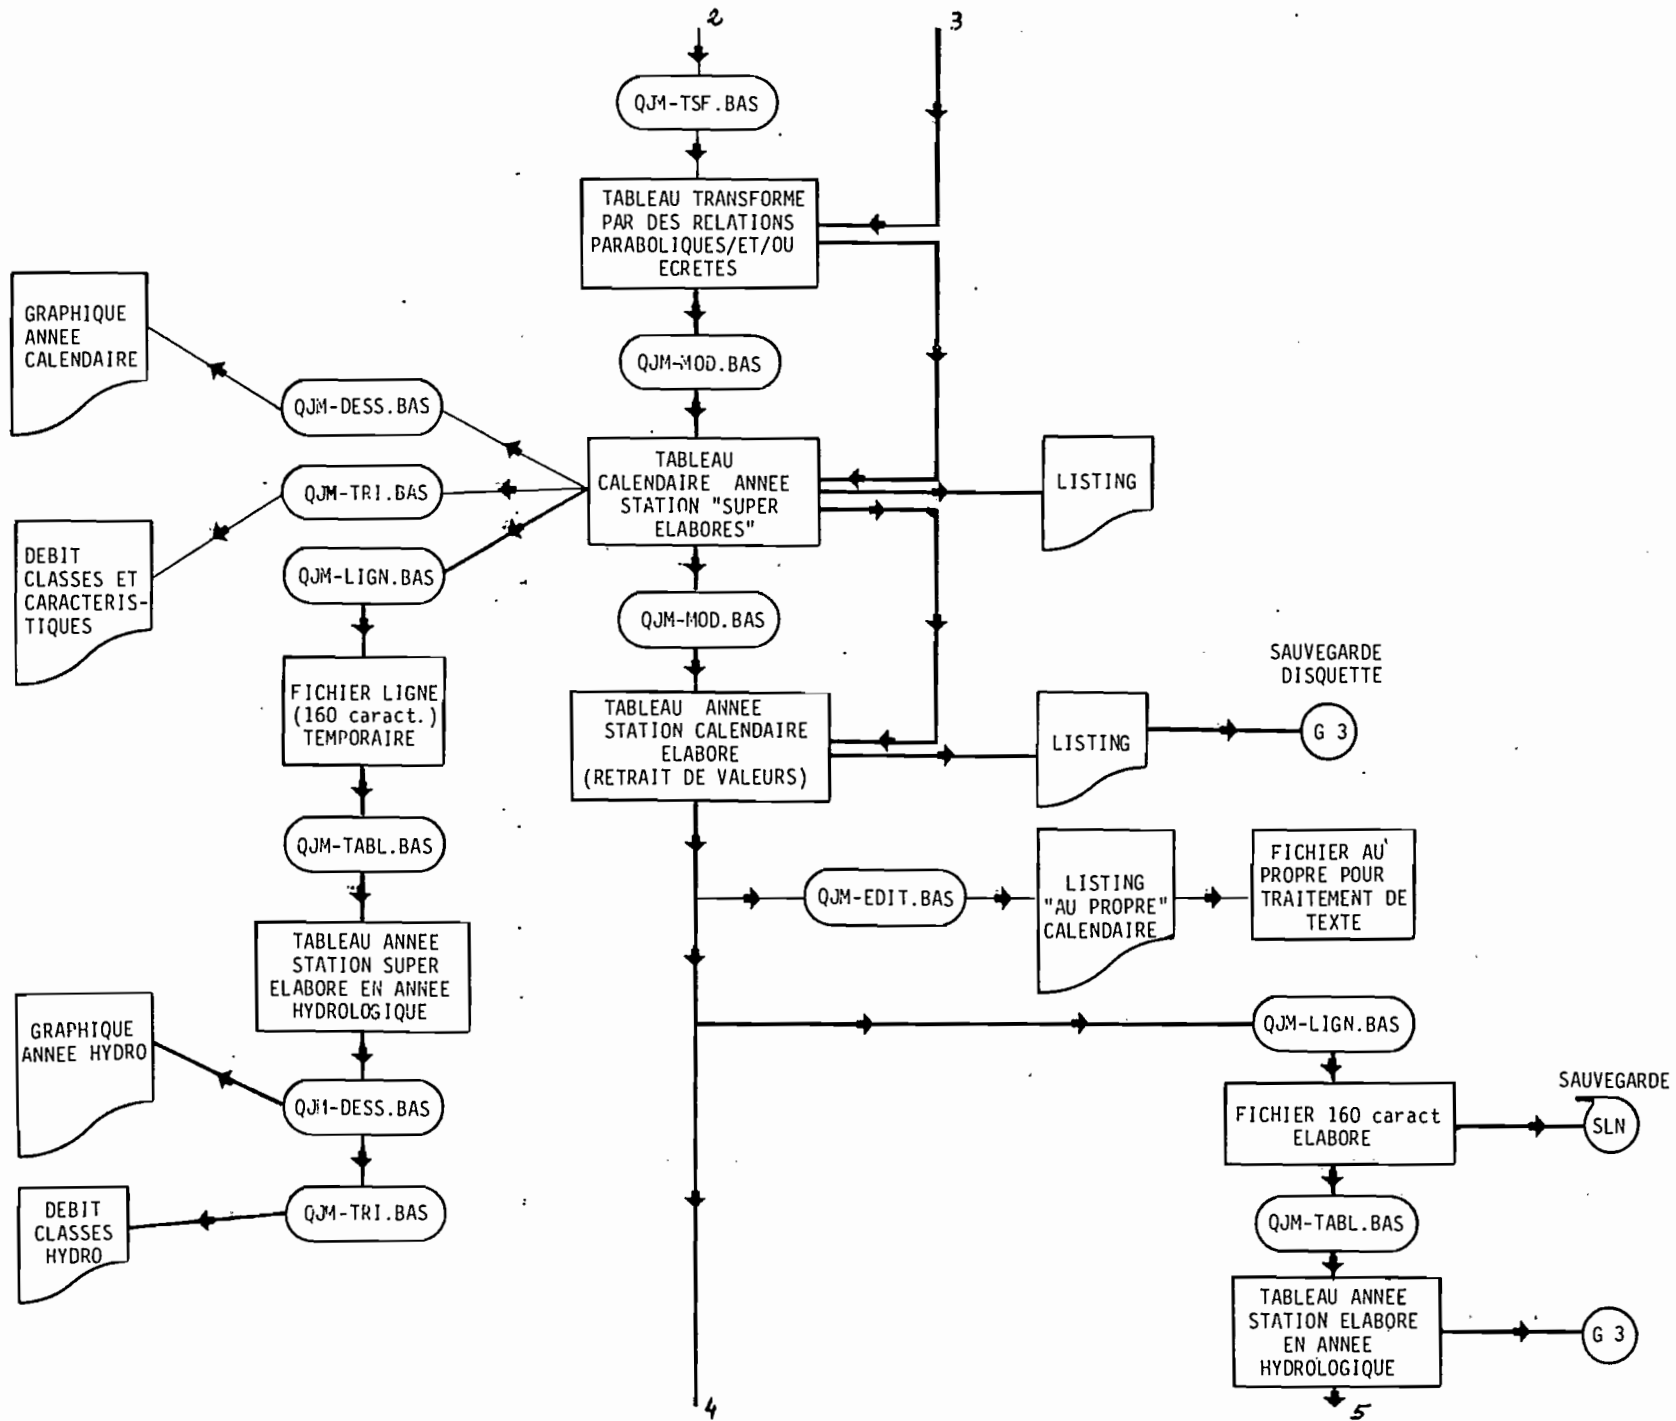 2
3
QJM-TSF.BAS
TABLEAU TRANSFORME
PAR DES RELATIONS
PARABOLIQUES/ET/OU
ECRETES
GRAPHIQUE
ANNEE
CALENDAIRE
QJM-MOD.BAS
QJM-DESS.BAS
TABLEAU
CALENDAIRE ANNEE
STATION "SUPER
ELABORES"
LISTING
QJM-TRI.BAS
DEBIT
CLASSES ET
CARACTERIS-
TIQUES
QJM-LIGN.BAS
QJM-MOD.BAS
FICHIER LIGNE
(160 caract.)
TEMPORAIRE
TABLEAU ANNEE
STATION CALENDAIRE
ELABORE
(RETRAIT DE VALEURS)
LISTING
SAUVEGARDE
DISQUETTE
G 3
QJM-TABL.BAS
QJM-EDIT.BAS
LISTING
"AU PROPRE"
CALENDAIRE
FICHIER AU
PROPRE POUR
TRAITEMENT DE
TEXTE
TABLEAU ANNEE
STATION SUPER
ELABORE EN ANNEE
HYDROLOGIQUE
GRAPHIQUE
ANNEE HYDRO
QJM-LIGN.BAS
QJM-DESS.BAS
FICHIER 160 caract
ELABORE
SAUVEGARDE
SLN
DEBIT
CLASSES
HYDRO
QJM-TRI.BAS
QJM-TABL.BAS
TABLEAU ANNEE
STATION ELABORE
EN ANNEE
HYDROLOGIQUE
G 3
4
5